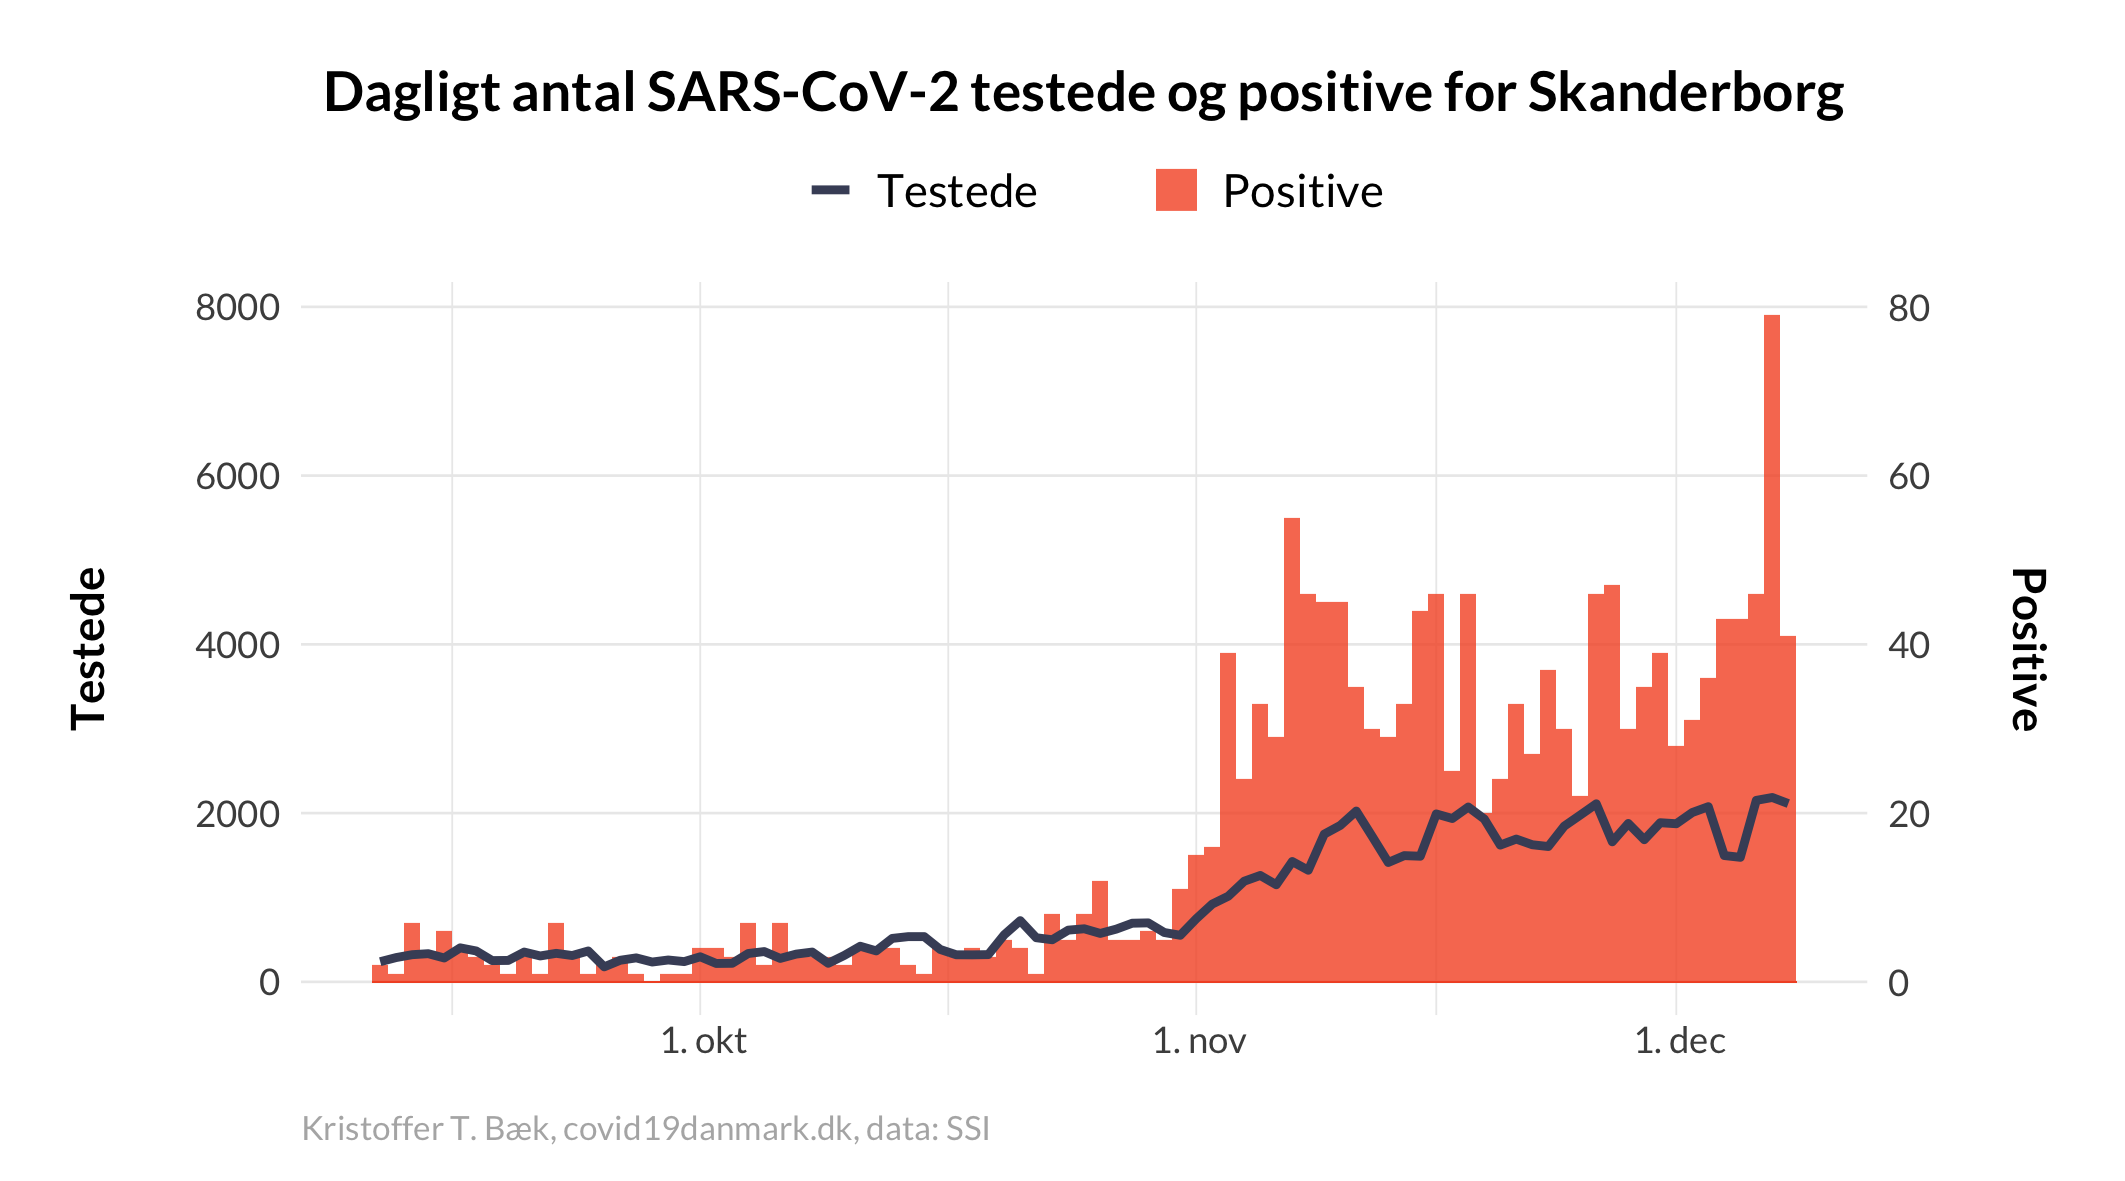 Dagligt antal SARS-CoV-2 testede og positive for Skanderborg
Testede
Positive
8000
6000
4000
2000
0
Testede
80
60
40
20
0
Positive
1. okt
1. nov
1. dec
Kristoffer T. Bæk, covid19danmark.dk, data: SSI